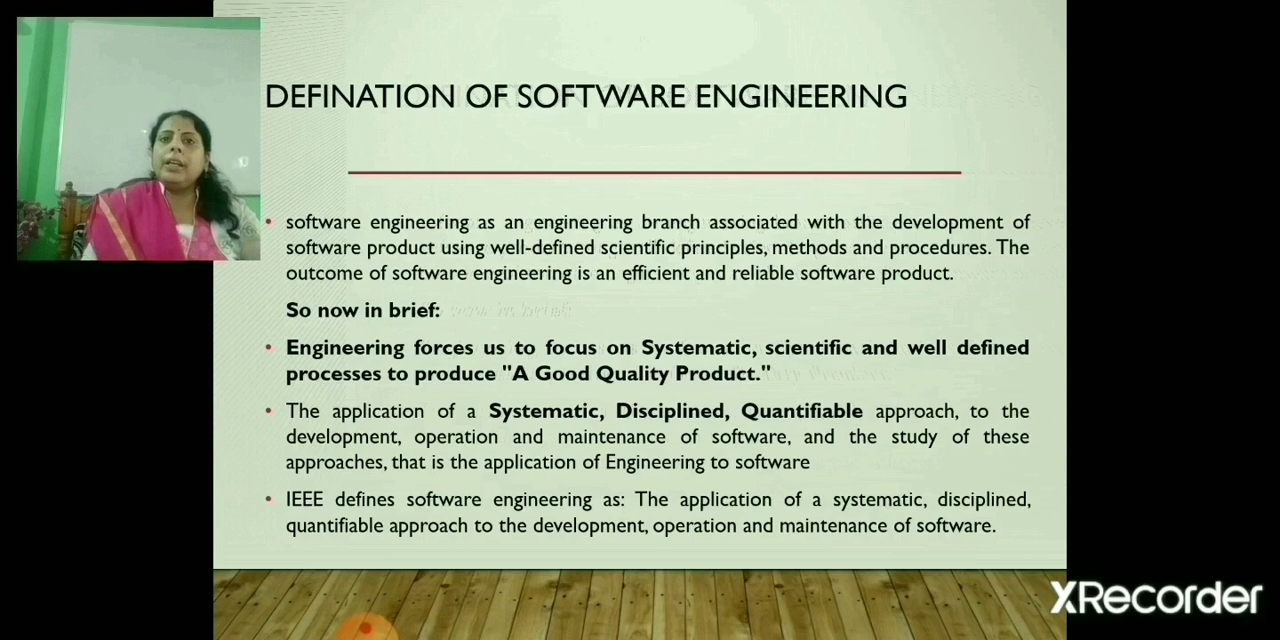 DEFINATION OF SOFTWARE ENGINEERING
• software engineering as an engineering branch associated with the development of
software product using well-defined scientific principles, methods and procedures. The
outcome of software engineering is an efficient and reliable software product.
So now in brief:
• Engineering forces us to focus on Systematic, scientific and well defined
processes to produce "A Good Quality Product."
• The application of a Systematic, Disciplined, Quantifiable approach, to the
development, operation and maintenance of software, and the study of these
approaches, that is the application of Engineering to software
• IEEE defines software engineering as: The application of a systematic, disciplined,
quantifiable approach to the development, operation and maintenance of software.
XRecorder